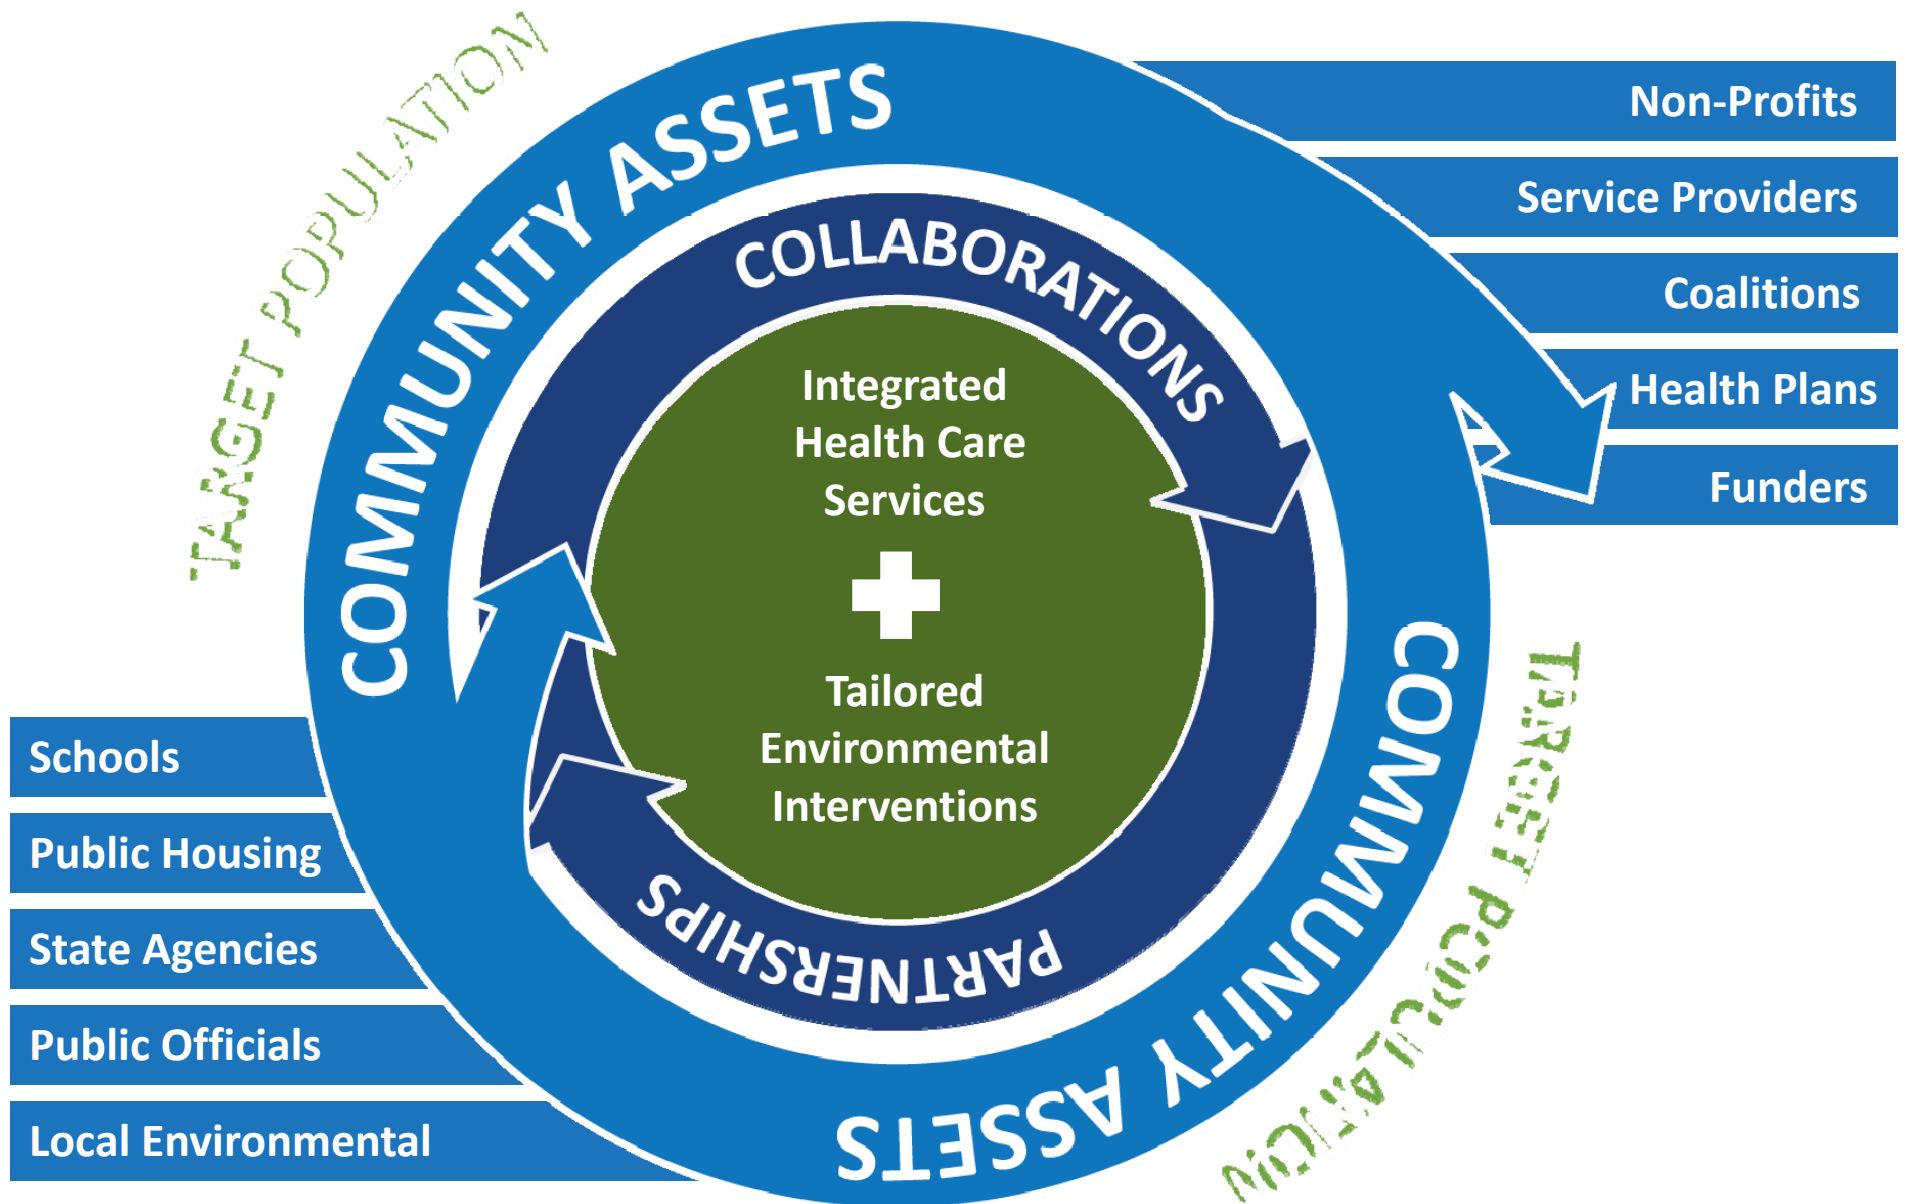 TARGET POPULATION
COMMUNITY ASSETS
COLLABORATIONS
Integrated
Health Care
Services
Tailored
Environmental
Interventions
PARTNERSHIPS
COMMUNITY ASSETS
TARGET POPULATION
Non-Profits
Service Providers
Coalitions
Health Plans
Funders
Schools
Public Housing
State Agencies
Public Officials
Local Environmental